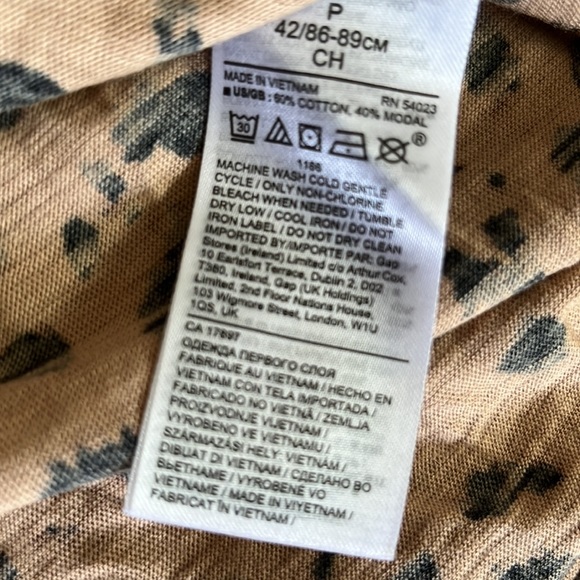 P
42/86-89CM
CH
MADE IN VIETNAM RN 54023
US/GB : 60% COTTON, 40% MODAL
30
®
1186
MACHINE WASH COLD GENTLE
CYCLE / ONLY NON-CHLORINE
BLEACH WHEN NEEDED / TUMBLE
DRY LOW / COOL IRON / DO NOT
IRON LABEL / DO NOT DRY CLEAN
IMPORTED BY/IMPORTE PAR: Gap
Stores (Ireland) Limited c/o Arthur Cox,
10 Earlsfort Terrace, Dublin 2, D02
T380, Ireland, Gap (UK Holdings)
Limited, 2nd Floor Nations House,
103 Wigmore Street, London, W1U
1QS, UK
CA 17897
ОДЕЖДА ПЕРВОГО СЛОЯ
FABRIQUE AU VIETNAM / HECHO EN
VIETNAM CON TELA IMPORTADA /
FABRICADO NO VIETNÃ / ZEMLJA
PROIZVODNJE VIJETNAM /
VYROBENO VE VIETNAMU /
SZÁRMAZÁSI HELY: VIETNAM /
DIBUAT DI VIETNAM / СДЕЛАНО ВО
ВЬЕТНАМЕ / VYROBENÉ VO
VIETNAME / MADE IN VIYETNAM /
FABRICAT ÎN VIETNAM /